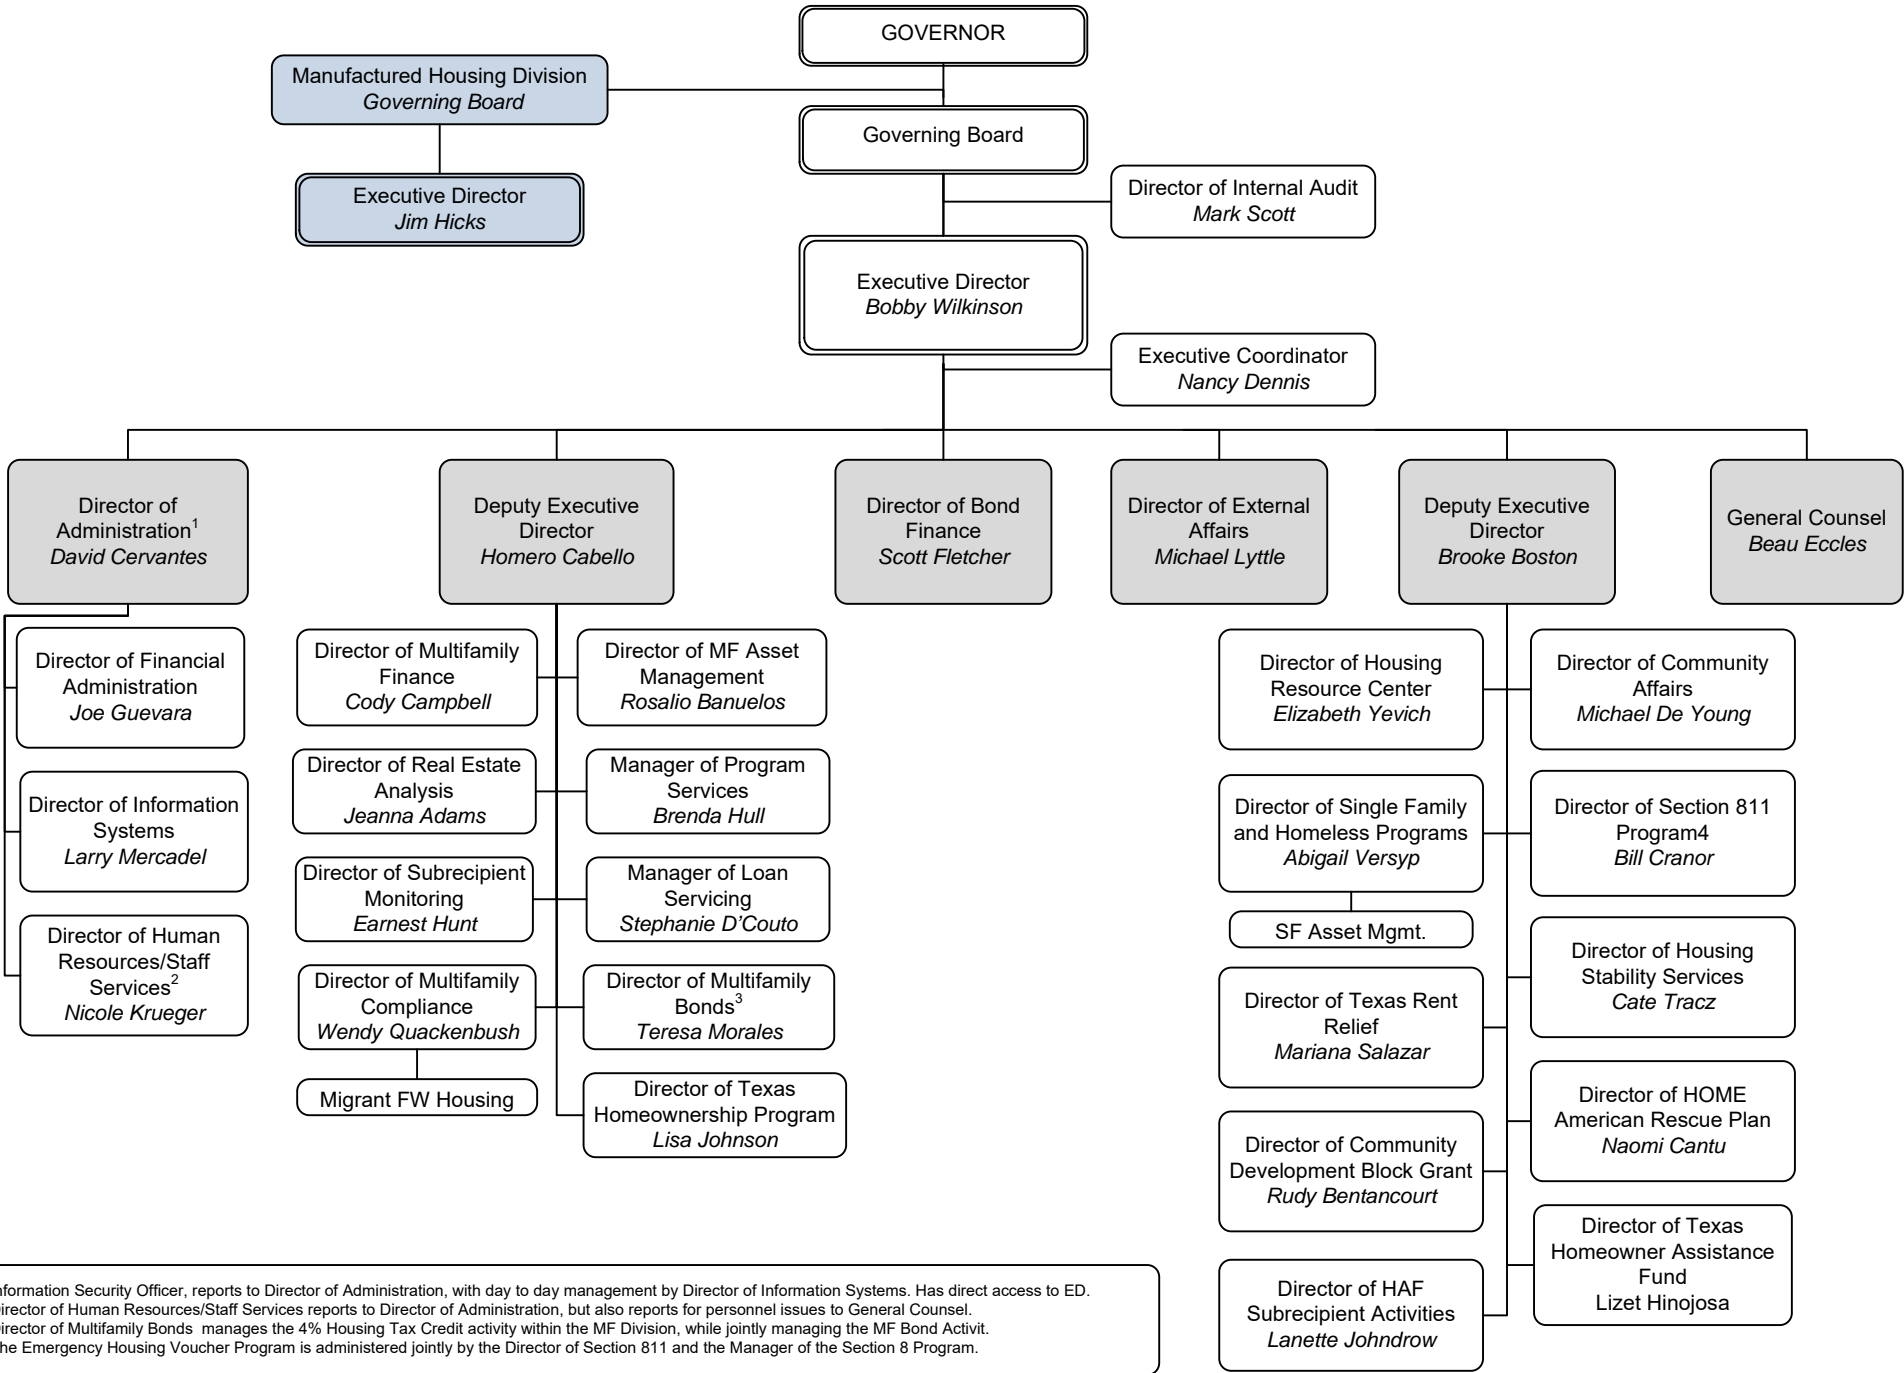 GOVERNOR
Manufactured Housing Division
Governing Board
Governing Board
Executive Director
Jim Hicks
Director of Internal Audit
Mark Scott
Executive Director
Bobby Wilkinson
Executive Coordinator
Nancy Dennis
Director of
Administration¹
David Cervantes
Deputy Executive
Director
Homero Cabello
Director of Bond
Finance
Scott Fletcher
Director of External
Affairs
Michael Lyttle
Deputy Executive
Director
Brooke Boston
General Counsel
Beau Eccles
Director of Financial
Administration
Joe Guevara
Director of Information
Systems
Larry Mercadel
Director of Human
Resources/Staff
Services²
Nicole Krueger
Director of Multifamily
Finance
Cody Campbell
Director of MF Asset
Management
Rosalio Banuelos
Director of Real Estate
Analysis
Jeanna Adams
Manager of Program
Services
Brenda Hull
Director of Subrecipient
Monitoring
Earnest Hunt
Manager of Loan
Servicing
Stephanie D’Couto
Director of Multifamily
Compliance
Wendy Quackenbush
Director of Multifamily
Bonds³
Teresa Morales
Migrant FW Housing
Director of Texas
Homeownership Program
Lisa Johnson
Director of Housing
Resource Center
Elizabeth Yevich
Director of Community
Affairs
Michael De Young
Director of Single Family
and Homeless Programs
Abigail Versyp
Director of Section 811
Program4
Bill Cranor
SF Asset Mgmt.
Director of Housing
Stability Services
Cate Tracz
Director of Texas Rent
Relief
Mariana Salazar
Director of HOME
American Rescue Plan
Naomi Cantu
Director of Community
Development Block Grant
Rudy Bentancourt
Director of Texas
Homeowner Assistance
Fund
Lizet Hinojosa
Director of HAF
Subrecipient Activities
Lanette Johndrow
nformation Security Officer, reports to Director of Administration, with day to day management by Director of Information Systems. Has direct access to ED.
irector of Human Resources/Staff Services reports to Director of Administration, but also reports for personnel issues to General Counsel.
irector of Multifamily Bonds  manages the 4% Housing Tax Credit activity within the MF Division, while jointly managing the MF Bond Activit.
he Emergency Housing Voucher Program is administered jointly by the Director of Section 811 and the Manager of the Section 8 Program.